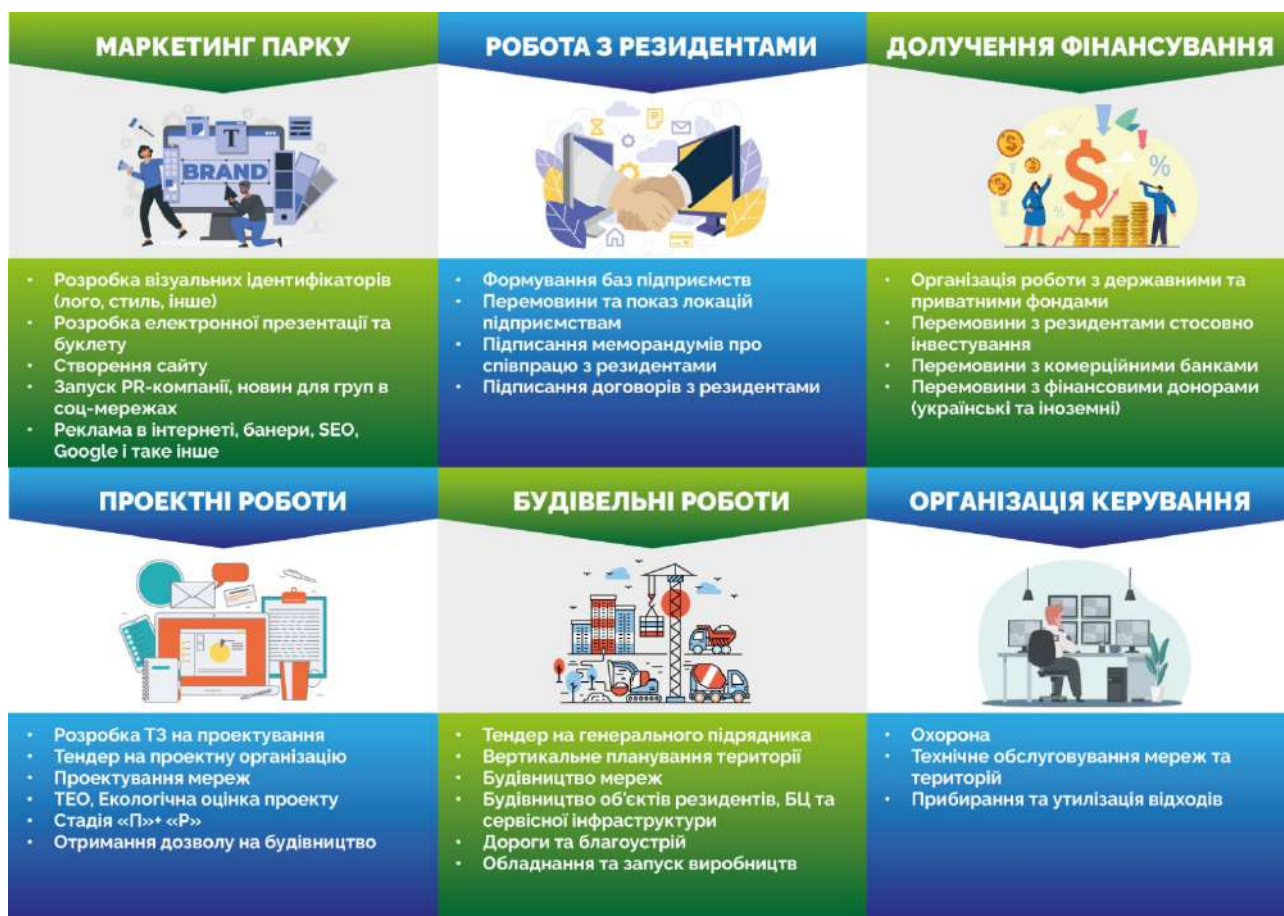 МАРКЕТИНГ ПАРКУ
РОБОТА З РЕЗИДЕНТАМИ
ДОЛУЧЕННЯ ФІНАНСУВАННЯ
T
BRAND
$
$
$
%
%
• Розробка візуальних ідентифікаторів
(лого, стиль, інше)
• Розробка електронної презентації та
буклету
• Створення сайту
• Запуск PR-компанії, новин для груп в
соц-мережах
• Реклама в інтернеті, банери, SEO,
Google і таке інше
• Формування баз підприємств
• Перемовини та показ локацій
підприємствам
• Підписання меморандумів про
співпрацю з резидентами
• Підписання договорів з резидентами
• Організація роботи з державними та
приватними фондами
• Перемовини з резидентами стосовно
інвестування
• Перемовини з комерційними банками
• Перемовини з фінансовими донорами
(українські та іноземні)
ПРОЕКТНІ РОБОТИ
БУДІВЕЛЬНІ РОБОТИ
ОРГАНІЗАЦІЯ КЕРУВАННЯ
• Розробка ТЗ на проектування
• Тендер на проектну організацію
• Проектування мереж
• ТЕО, Екологічна оцінка проекту
• Стадія «П»+ «Р»
• Отримання дозволу на будівництво
• Тендер на генерального підрядника
• Вертикальне планування території
• Будівництво мереж
• Будівництво об'єктів резидентів, БЦ та
сервісної інфраструктури
• Дороги та благоустрій
• Обладнання та запуск виробництв
• Охорона
• Технічне обслуговування мереж та
територій
• Прибирання та утилізація відходів